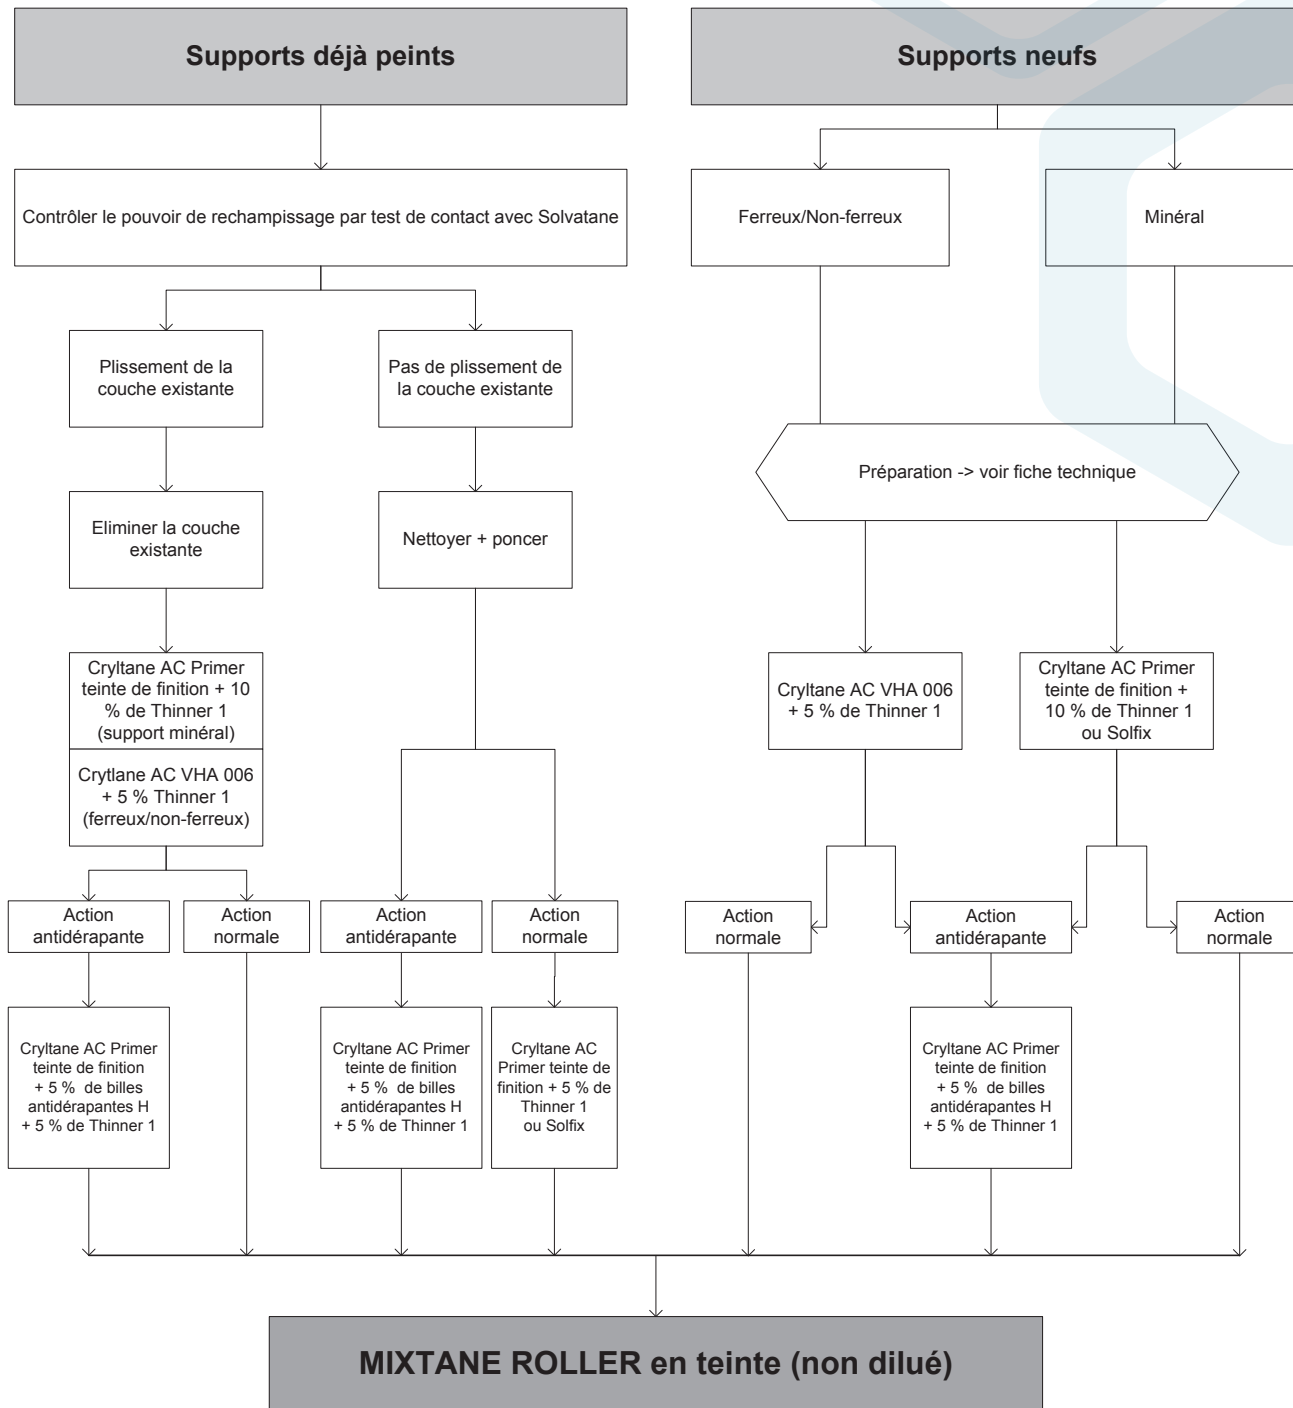 Supports déjà peints
Contrôler le pouvoir de rechampissage par test de contact avec Solvatane
Plissement de la
couche existante
Pas de plissement de
la couche existante
Eliminer la couche
existante
Nettoyer + poncer
Cryltane AC Primer
teinte de finition + 10
% de Thinner 1
(support minéral)
Crytlane AC VHA 006
+ 5 % Thinner 1
(ferreux/non-ferreux)
Action
antidérapante
Action
normale
Action
antidérapante
Action
normale
Cryltane AC Primer
teinte de finition
+ 5 %  de billes
antidérapantes H
+ 5 % de Thinner 1
Cryltane AC Primer
teinte de finition
+ 5 %  de billes
antidérapantes H
+ 5 % de Thinner 1
Cryltane AC
Primer teinte de
finition + 5 % de
Thinner 1
ou Solfix
Supports neufs
Ferreux/Non-ferreux
Minéral
Préparation -> voir fiche technique
Cryltane AC VHA 006
+ 5 % de Thinner 1
Cryltane AC Primer
teinte de finition +
10 % de Thinner 1
ou Solfix
Action
normale
Action
antidérapante
Action
normale
Cryltane AC Primer
teinte de finition
+ 5 %  de billes
antidérapantes H
+ 5 % de Thinner 1
MIXTANE ROLLER en teinte (non dilué)